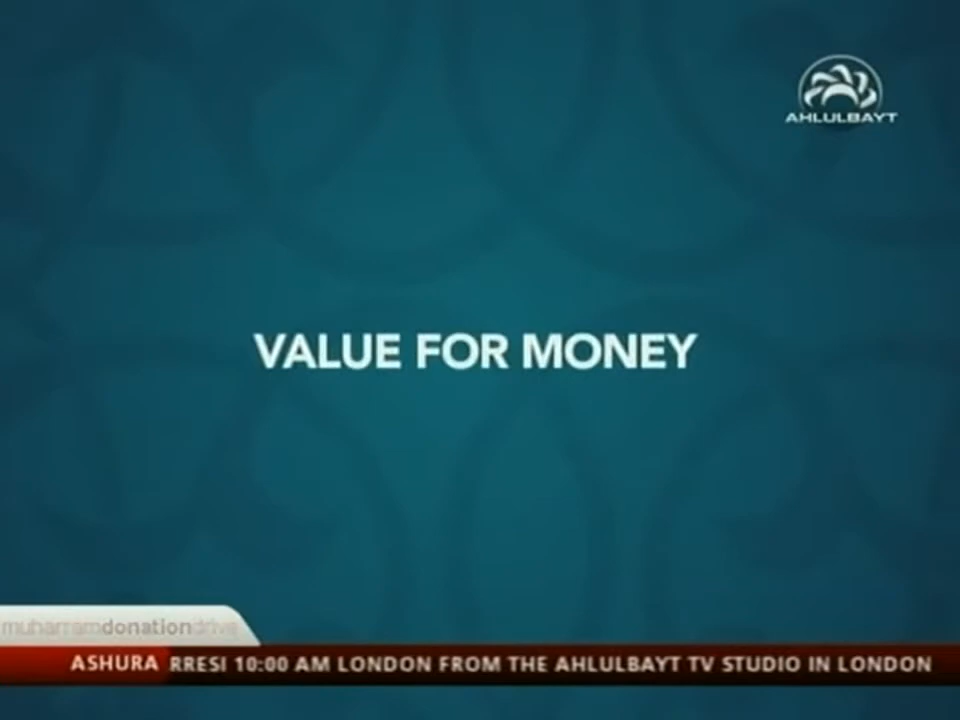 AHLULBAYT
VALUE FOR MONEY
muharramdonationdrive
ASHURA RRESI 10:00 AM LONDON FROM THE AHLULBAYT TV STUDIO IN LONDON